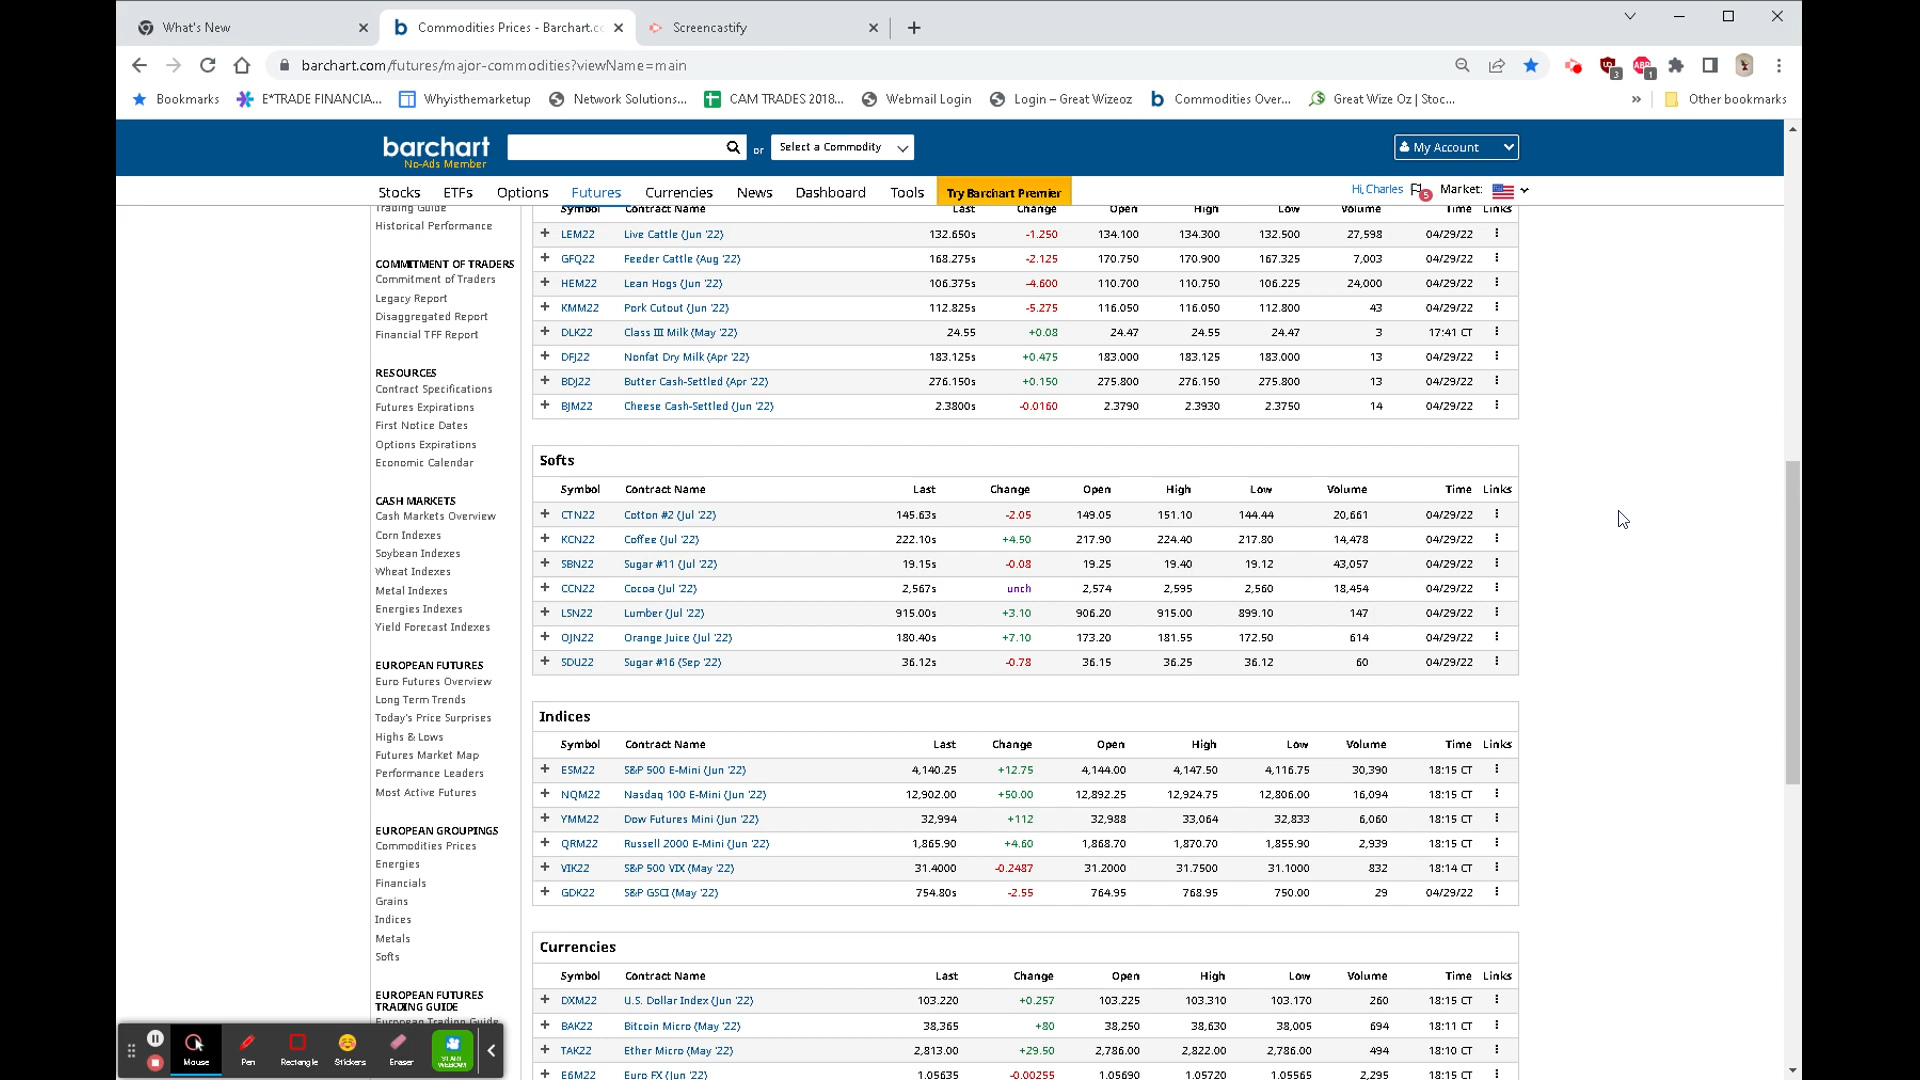 What's New
Commodities Prices - Barchart.co
Screencastify
barchart.com/futures/major-commodities?viewName=main
3
ABP
1
Bookmarks
E*TRADE FINANCIA...
Whyisthemarketup
Network Solutions...
CAM TRADES 2018...
Webmail Login
Login – Great Wizeoz
Commodities Over...
Great Wize Oz | Stoc...
»
Other bookmarks
barchart
No-Ads Member
or
Select a Commodity
My Account
Stocks ETFs Options Futures Currencies News Dashboard Tools Try Barchart Premier
Hi, Charles
5
Market:
Trading Guide
Historical Performance
COMMITMENT OF TRADERS
Commitment of Traders
Legacy Report
Disaggregated Report
Financial TFF Report
RESOURCES
Contract Specifications
Futures Expirations
First Notice Dates
Options Expirations
Economic Calendar
CASH MARKETS
Cash Markets Overview
Corn Indexes
Soybean Indexes
Wheat Indexes
Metal Indexes
Energies Indexes
Yield Forecast Indexes
EUROPEAN FUTURES
Euro Futures Overview
Long Term Trends
Today's Price Surprises
Highs & Lows
Futures Market Map
Performance Leaders
Most Active Futures
EUROPEAN GROUPINGS
Commodities Prices
Energies
Financials
Grains
Indices
Metals
Softs
EUROPEAN FUTURES
TRADING GUIDE
European Trading Guide
Symbol Contract Name Last Change Open High Low Volume Time Links
+ LEM22 Live Cattle (Jun '22) 132.650s -1.250 134.100 134.300 132.500 27,598 04/29/22
+ GFQ22 Feeder Cattle (Aug '22) 168.275s -2.125 170.750 170.900 167.325 7,003 04/29/22
+ HEM22 Lean Hogs (Jun '22) 106.375s -4.600 110.700 110.750 106.225 24,000 04/29/22
+ KMM22 Pork Cutout (Jun '22) 112.825s -5.275 116.050 116.050 112.800 43 04/29/22
+ DLK22 Class III Milk (May '22) 24.55 +0.08 24.47 24.55 24.47 3 17:41 CT
+ DFJ22 Nonfat Dry Milk (Apr '22) 183.125s +0.475 183.000 183.125 183.000 13 04/29/22
+ BDJ22 Butter Cash-Settled (Apr '22) 276.150s +0.150 275.800 276.150 275.800 13 04/29/22
+ BJM22 Cheese Cash-Settled (Jun '22) 2.3800s -0.0160 2.3790 2.3930 2.3750 14 04/29/22
Softs
Symbol Contract Name Last Change Open High Low Volume Time Links
+ CTN22 Cotton #2 (Jul '22) 145.63s -2.05 149.05 151.10 144.44 20,661 04/29/22
+ KCN22 Coffee (Jul '22) 222.10s +4.50 217.90 224.40 217.80 14,478 04/29/22
+ SBN22 Sugar #11 (Jul '22) 19.15s -0.08 19.25 19.40 19.12 43,057 04/29/22
+ CCN22 Cocoa (Jul '22) 2,567s unch 2,574 2,595 2,560 18,454 04/29/22
+ LSN22 Lumber (Jul '22) 915.00s +3.10 906.20 915.00 899.10 147 04/29/22
+ OJN22 Orange Juice (Jul '22) 180.40s +7.10 173.20 181.55 172.50 614 04/29/22
+ SDU22 Sugar #16 (Sep '22) 36.12s -0.78 36.15 36.25 36.12 60 04/29/22
Indices
Symbol Contract Name Last Change Open High Low Volume Time Links
+ ESM22 S&P 500 E-Mini (Jun '22) 4,140.25 +12.75 4,144.00 4,147.50 4,116.75 30,390 18:15 CT
+ NQM22 Nasdaq 100 E-Mini (Jun '22) 12,902.00 +50.00 12,892.25 12,924.75 12,806.00 16,094 18:15 CT
+ YMM22 Dow Futures Mini (Jun '22) 32,994 +112 32,988 33,064 32,833 6,060 18:15 CT
+ QRM22 Russell 2000 E-Mini (Jun '22) 1,865.90 +4.60 1,868.70 1,870.70 1,855.90 2,939 18:15 CT
+ VIK22 S&P 500 VIX (May '22) 31.4000 -0.2487 31.2000 31.7500 31.1000 832 18:14 CT
+ GDK22 S&P GSCI (May '22) 754.80s -2.55 764.95 768.95 750.00 29 04/29/22
Currencies
Symbol Contract Name Last Change Open High Low Volume Time Links
+ DXM22 U.S. Dollar Index (Jun '22) 103.220 +0.257 103.225 103.310 103.170 260 18:15 CT
+ BAK22 Bitcoin Micro (May '22) 38,365 +80 38,250 38,630 38,005 694 18:11 CT
+ TAK22 Ether Micro (May '22) 2,813.00 +29.50 2,786.00 2,822.00 2,786.00 494 18:10 CT
+ E6M22 Euro FX (Jun '22) 1.05635 -0.00255 1.05690 1.05720 1.05565 2,295 18:15 CT
Mouse Pen Rectangle Stickers Eraser START WEBCAM